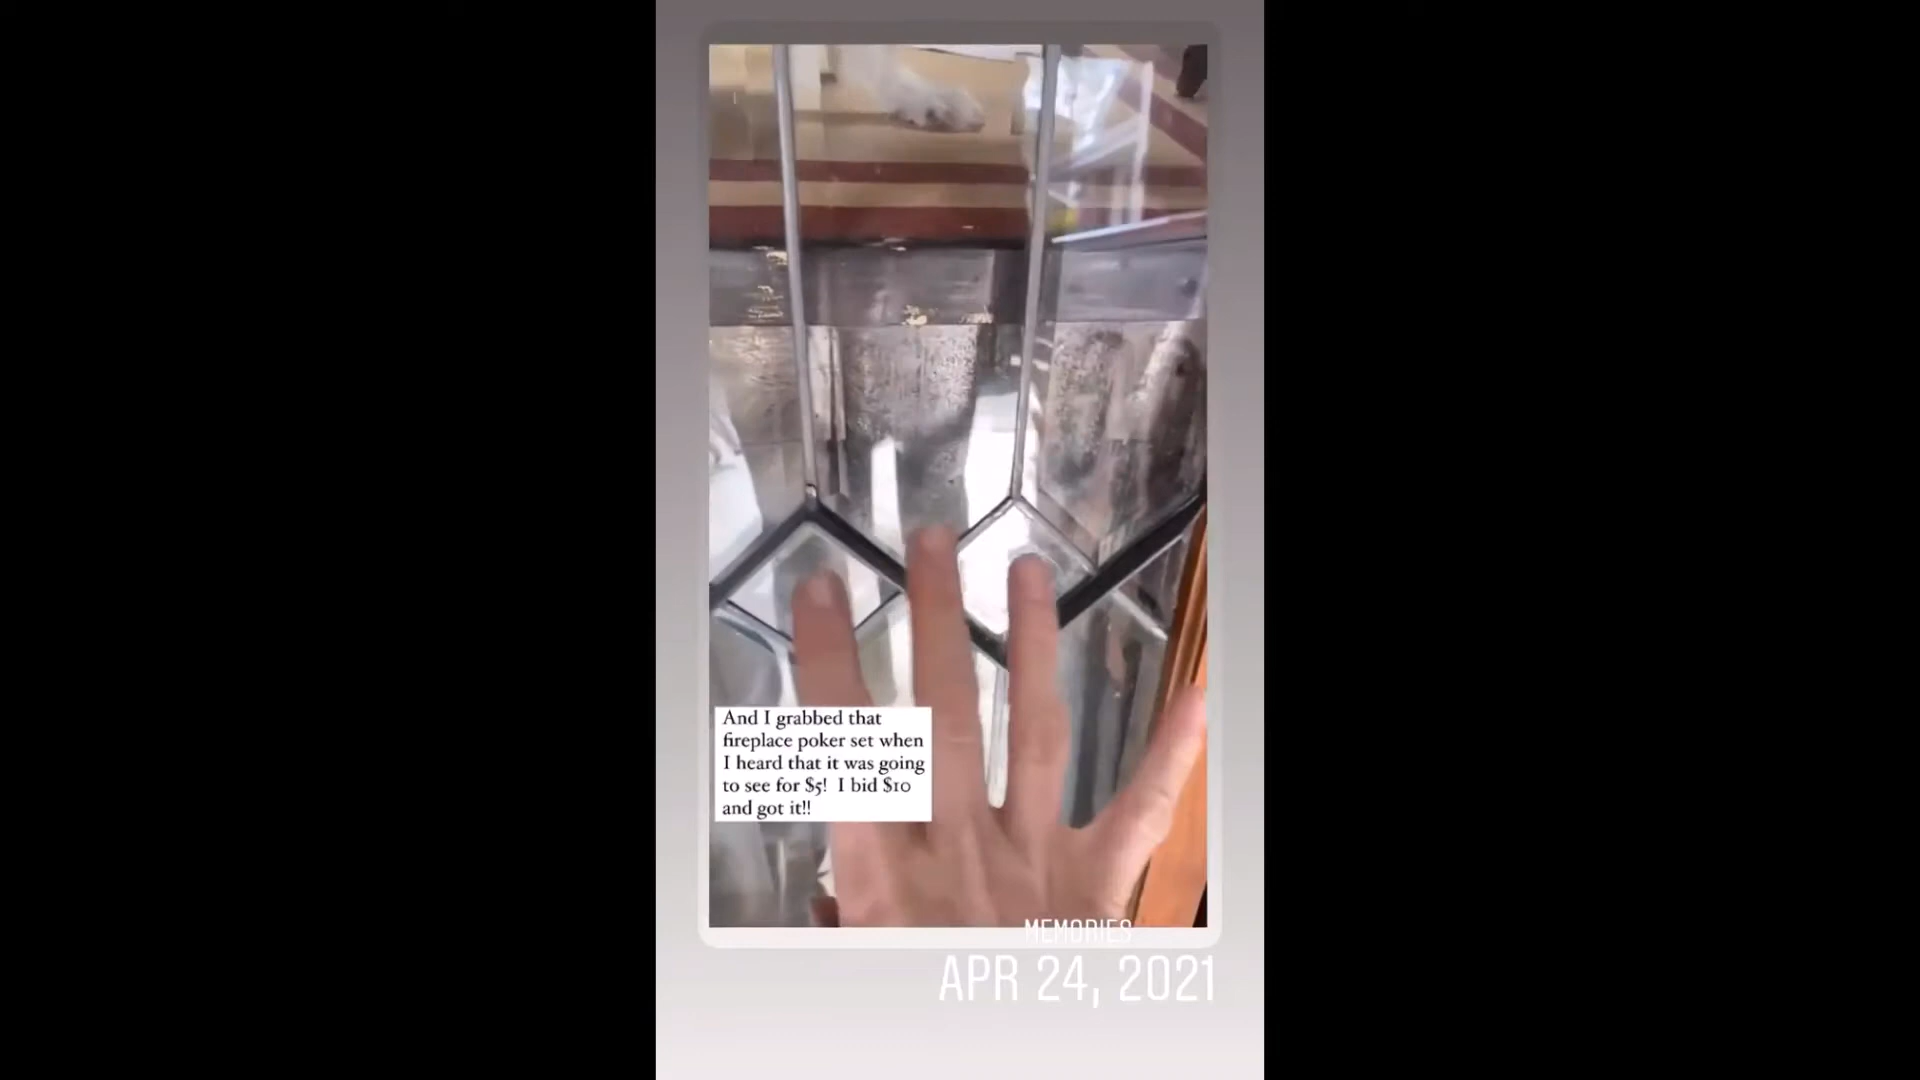 And I grabbed that
fireplace poker set when
I heard that it was going
to see for $5! I bid $10
and got it!!
MEMORIES
APR 24, 2021